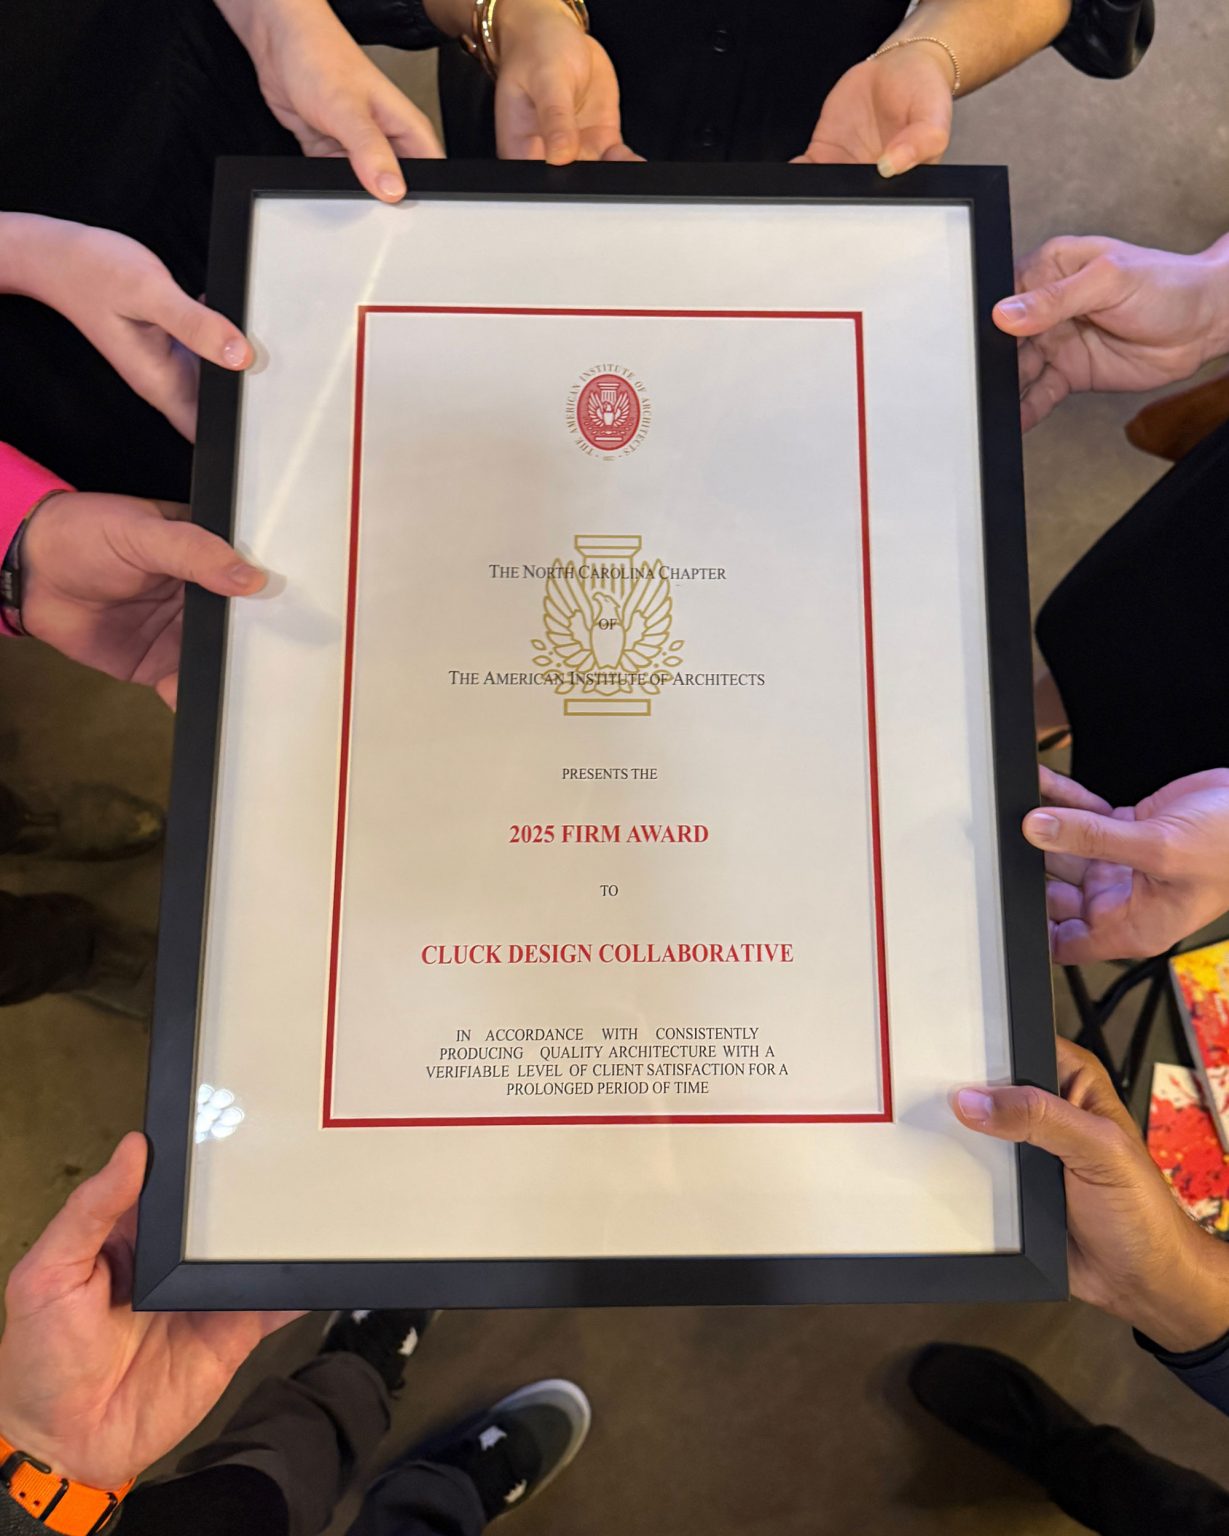 THE AMERICAN INSTITUTE OF ARCHITECTS
THE NORTH CAROLINA CHAPTER
OF
THE AMERICAN INSTITUTE OF ARCHITECTS
PRESENTS THE
2025 FIRM AWARD
TO
CLUCK DESIGN COLLABORATIVE
IN ACCORDANCE WITH CONSISTENTLY
PRODUCING QUALITY ARCHITECTURE WITH A
VERIFIABLE LEVEL OF CLIENT SATISFACTION FOR A
PROLONGED PERIOD OF TIME